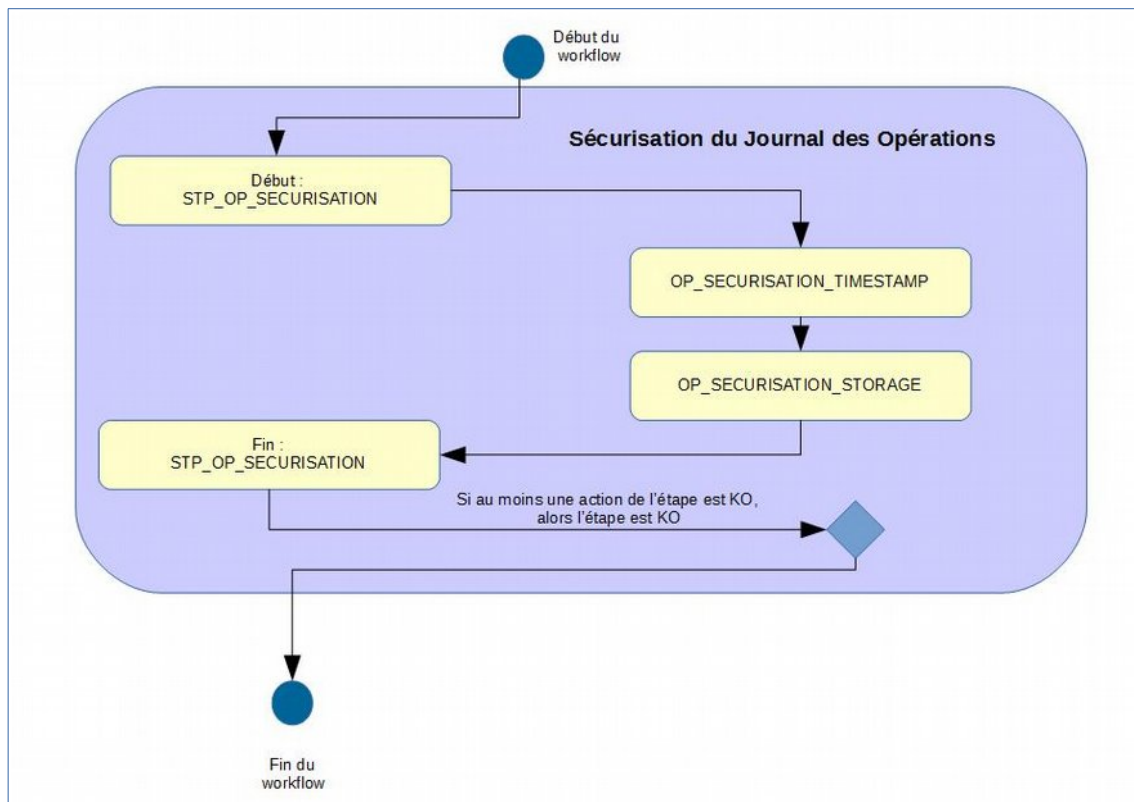 Début du
workflow
Sécurisation du Journal des Opérations
Début :
STP_OP_SECURISATION
OP_SECURISATION_TIMESTAMP
OP_SECURISATION_STORAGE
Fin :
STP_OP_SECURISATION
Si au moins une action de l'étape est KO,
alors l'étape est KO
Fin du
workflow